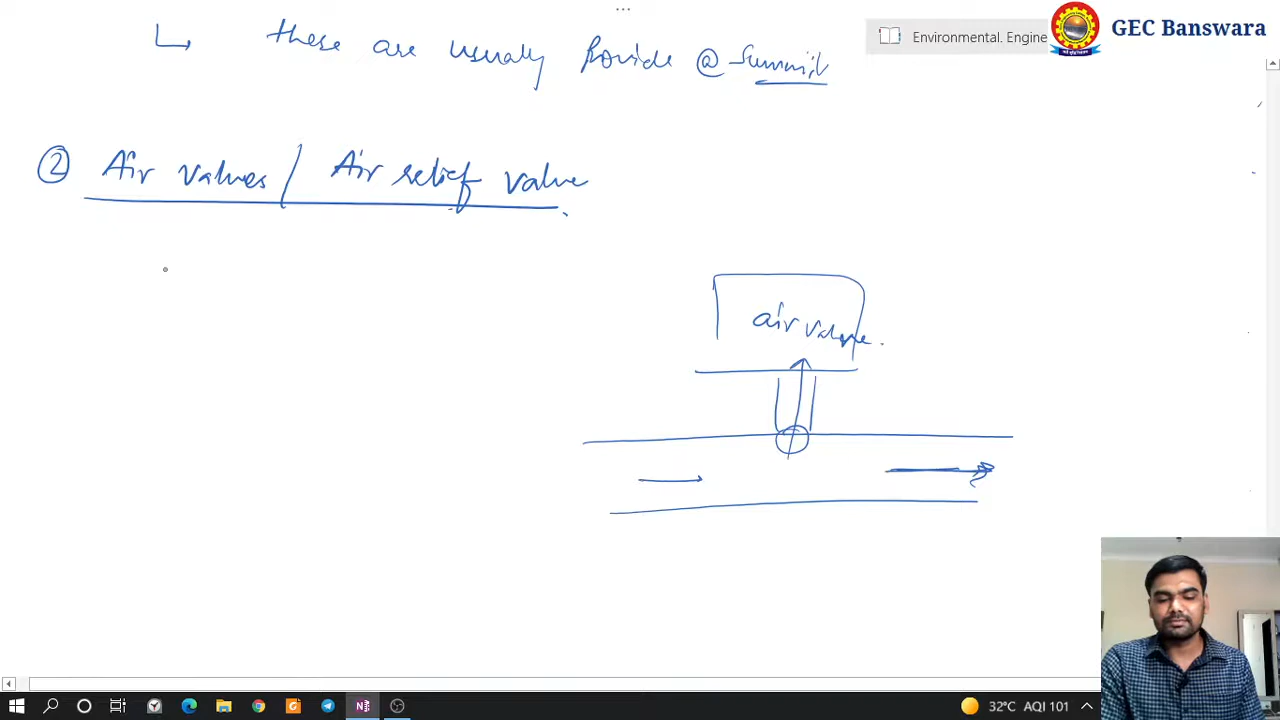 ...
GEC Banswara
Environmental. Engine
↳ these are usually Provide @ Summit
② Air valves / Air relief valve
air valve.
32°C AQI 101